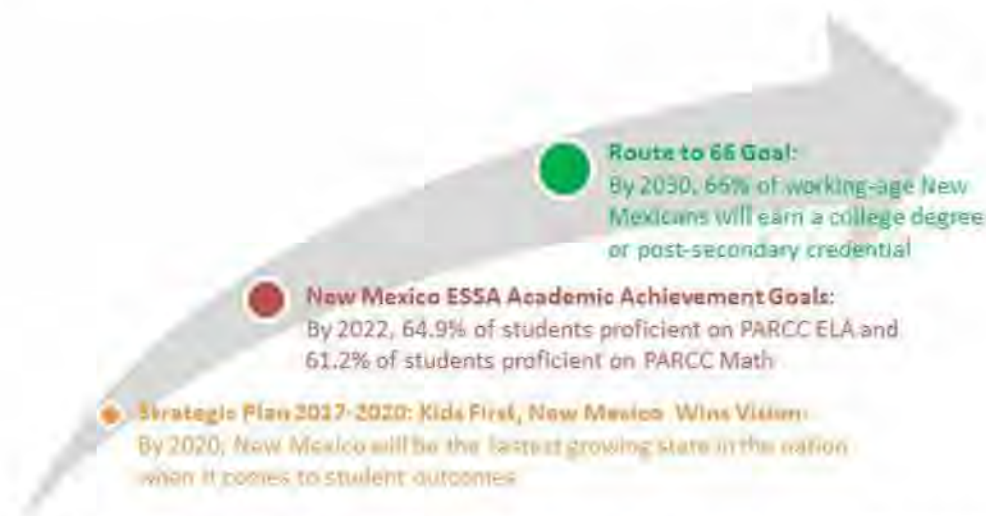 Route to 66 Goal:
By 2030, 66% of working-age New
Mexicans will earn a college degree
or post-secondary credential
New Mexico ESSA Academic Achievement Goals:
By 2022, 64.9% of students proficient on PARCC ELA and
61.2% of students proficient on PARCC Math
Strategic Plan 2017-2020: Kids First, New Mexico Wins Vision:
By 2020, New Mexico will be the fastest growing state in the nation
when it comes to student outcomes